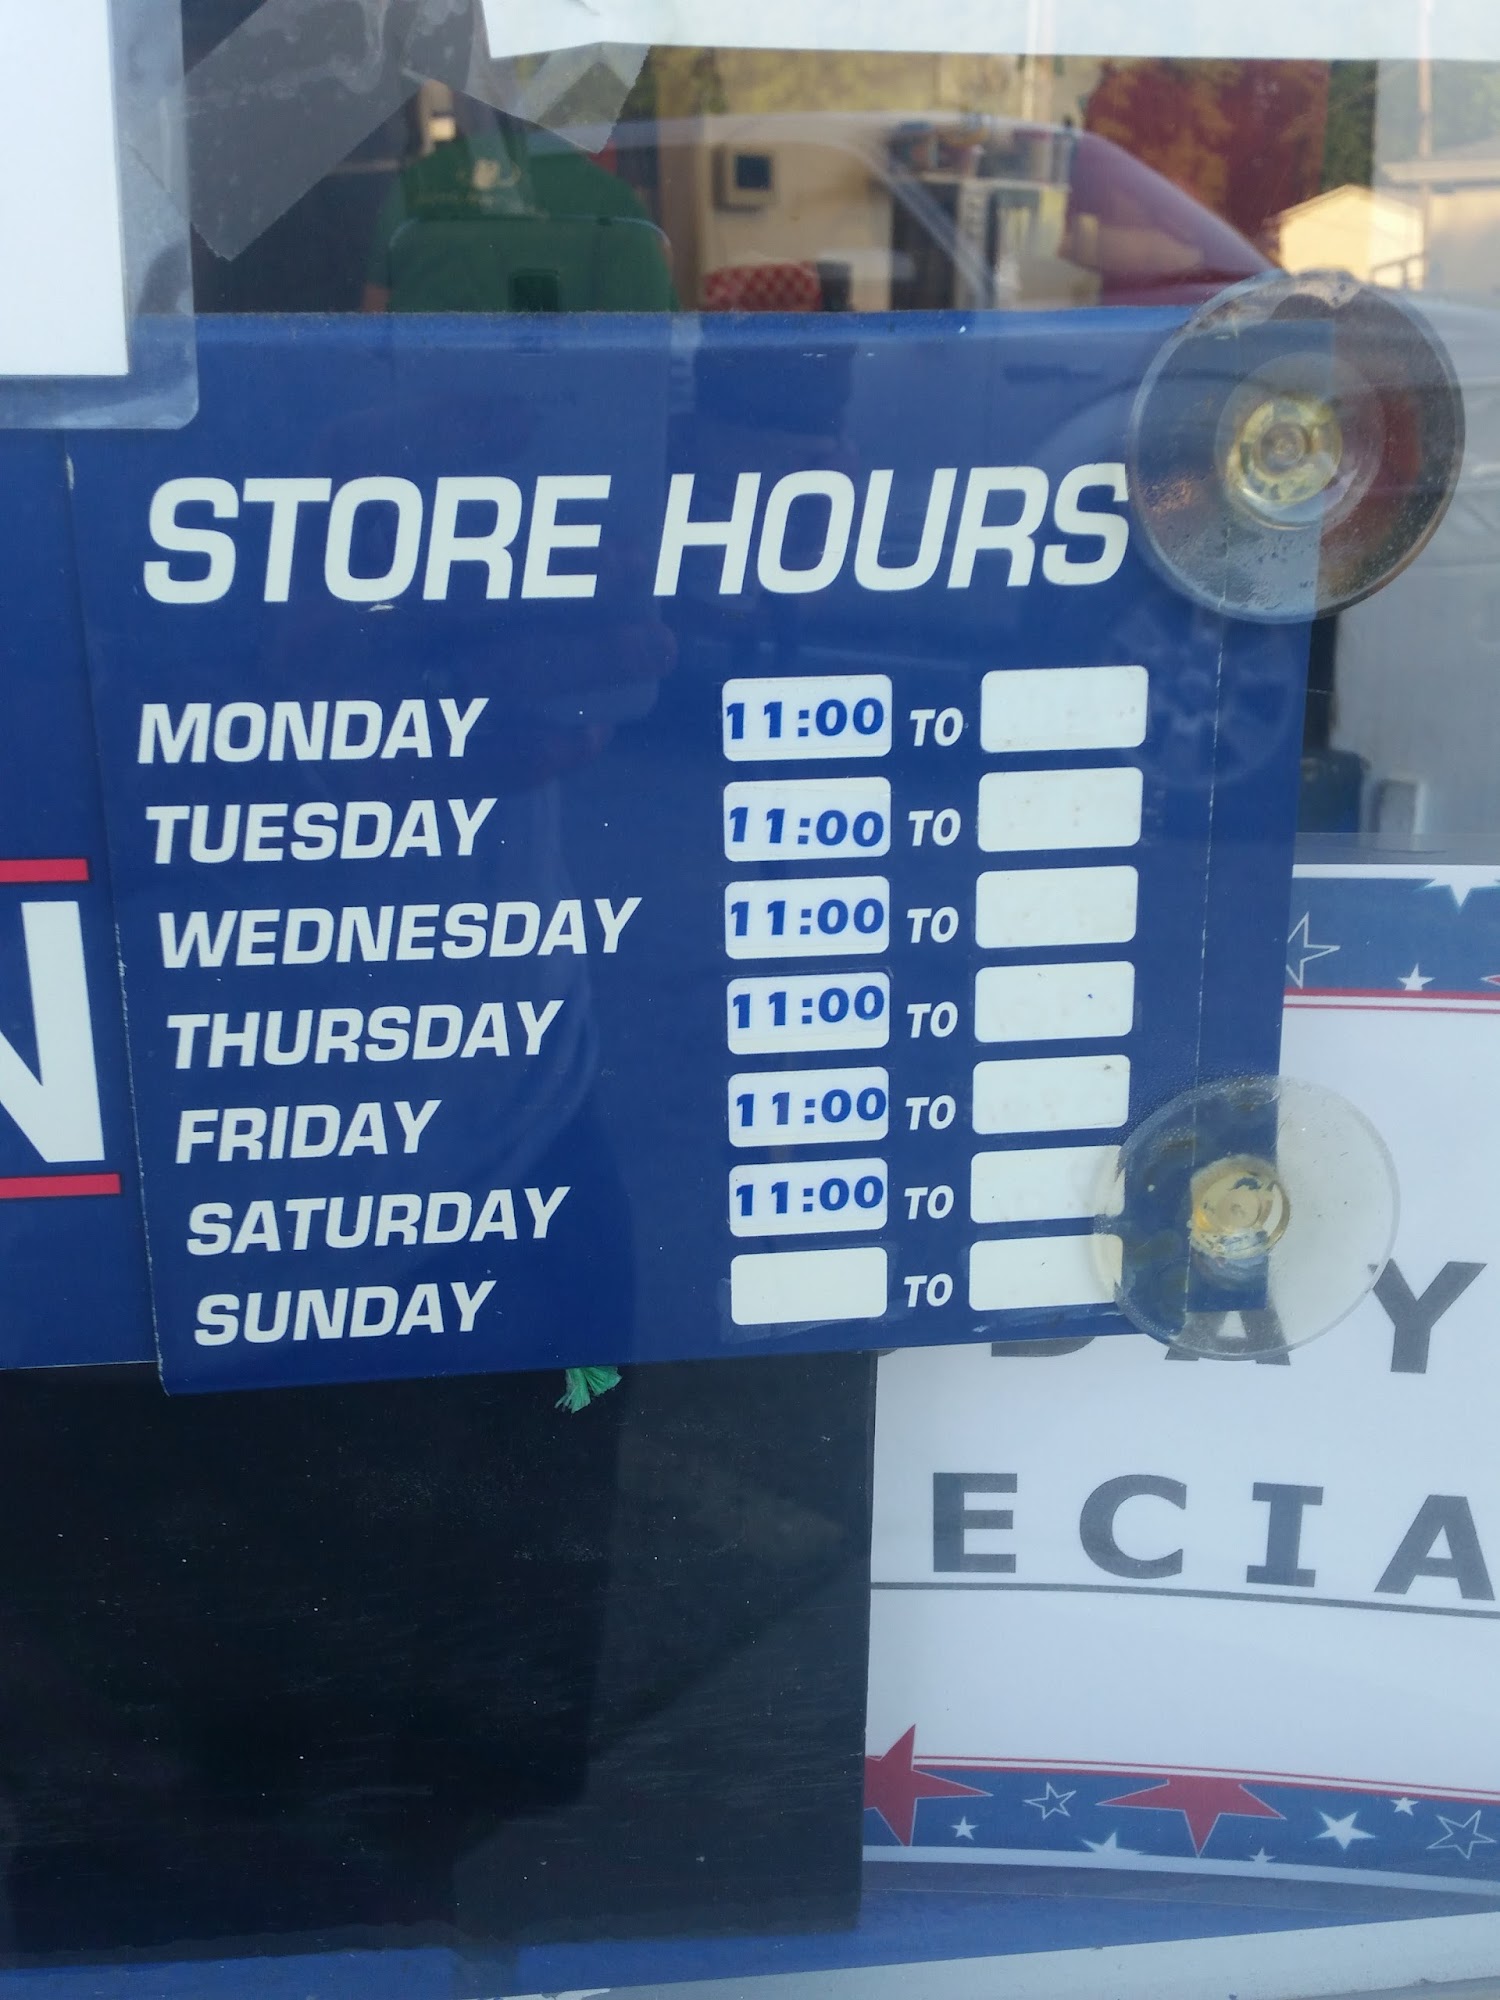 STORE HOURS
MONDAY 11:00 TO
TUESDAY 11:00 TO
WEDNESDAY 11:00 TO
THURSDAY 11:00 TO
FRIDAY 11:00 TO
SATURDAY 11:00 TO
SUNDAY TO
N
DAY
ECIA